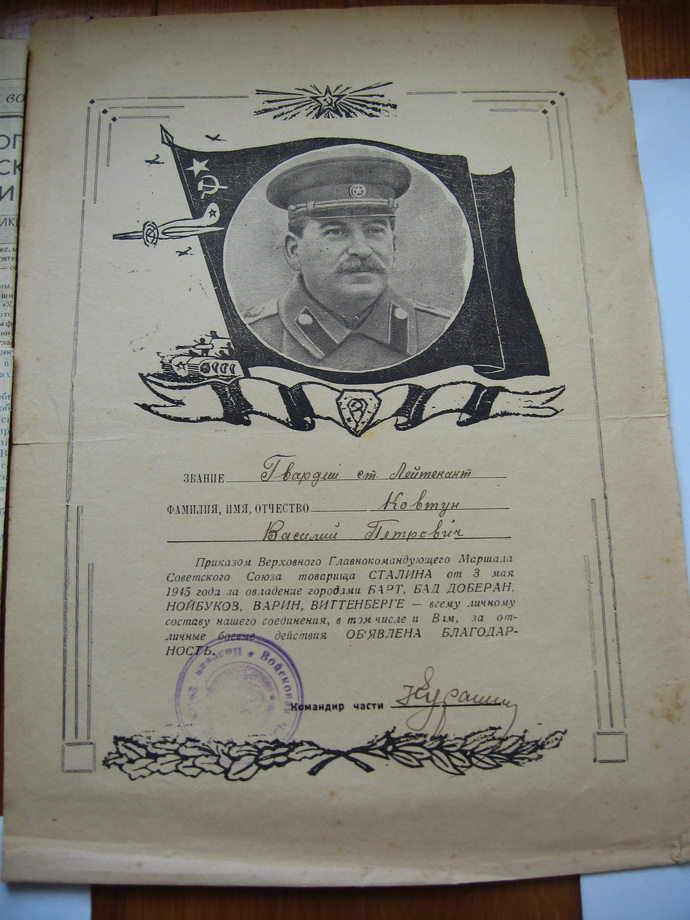 ЗВАНИЕ Гвардии ст Лейтенант
ФАМИЛИЯ, ИМЯ, ОТЧЕСТВО Ковтун
Василий Петрович
Приказом Верховного Главнокомандующего Маршала
Советского Союза товарища СТАЛИНА от 3 мая
1945 года за овладение городами БАРТ, БАД ДОБЕРАН,
НОЙБУКОВ, ВАРИН, ВИТТЕНБЕРГЕ — всему личному
составу нашего соединения, в том числе и Вам, за от-
личные боевые действия ОБ'ЯВЛЕНА БЛАГОДАР-
НОСТЬ.
Командир части